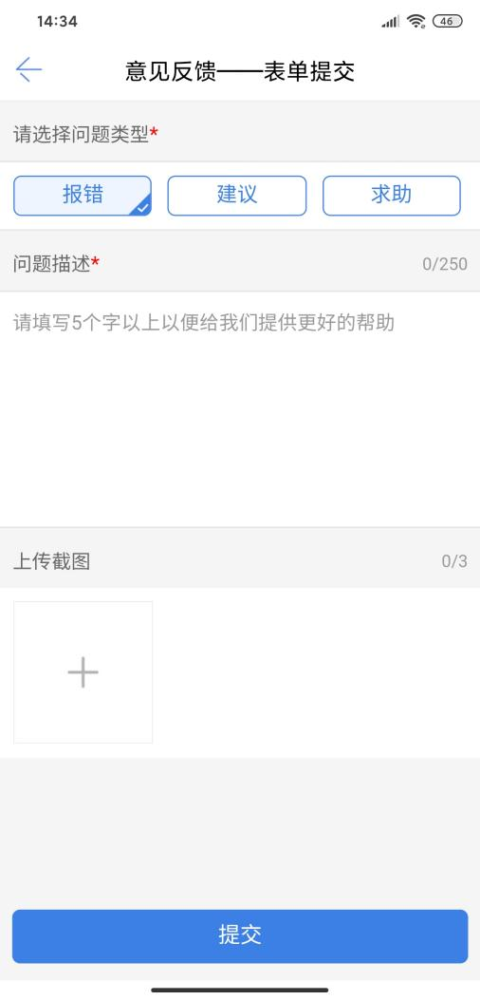 14:34
46
意见反馈——表单提交
请选择问题类型*
报错 建议 求助
问题描述* 0/250
请填写5个字以上以便给我们提供更好的帮助
上传截图 0/3
提交